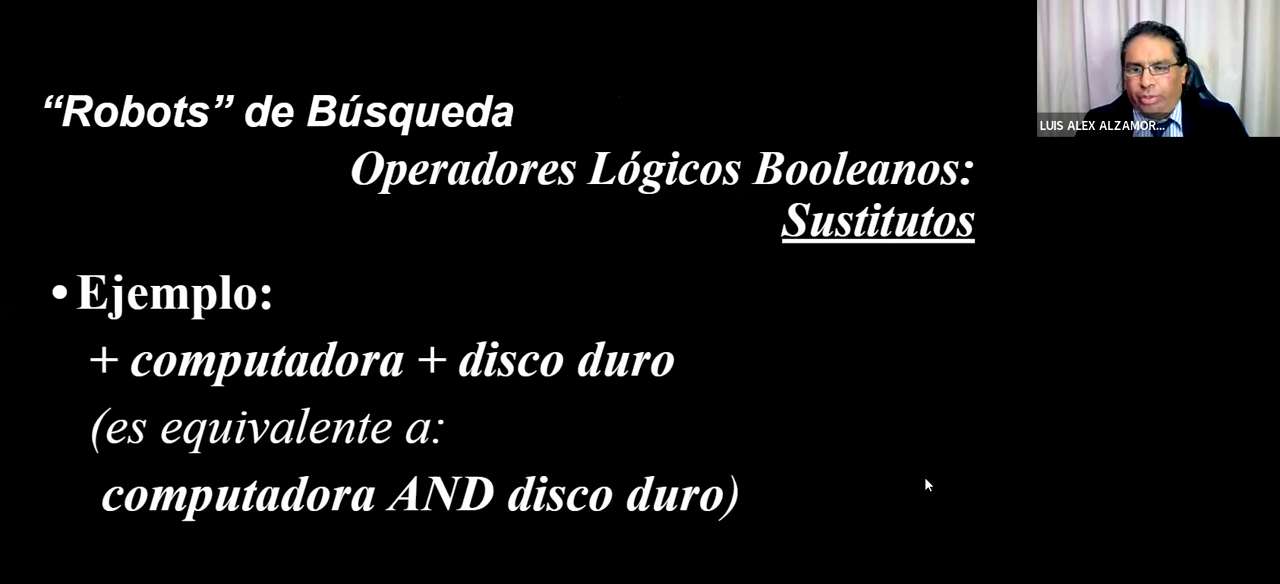 “Robots” de Búsqueda
Operadores Lógicos Booleanos:
Sustitutos
• Ejemplo:
+ computadora + disco duro
(es equivalente a:
computadora AND disco duro)
LUIS ALEX ALZAMOR...